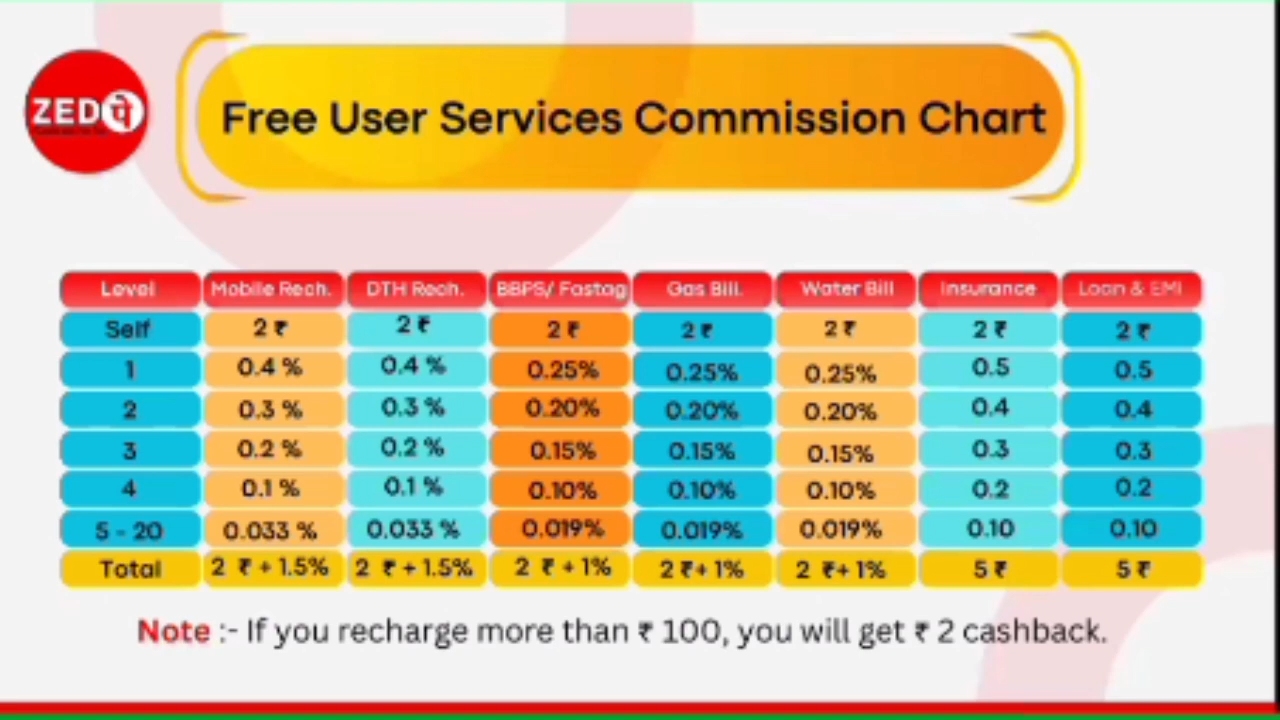 ZEDपे
Free User Services Commission Chart
Level Mobile Rech. DTH Rech. BBPS/ Fastag Gas Bill. Water Bill Insurance Loan & EMI
Self 2 ₹ 2 ₹ 2 ₹ 2 ₹ 2 ₹ 2 ₹ 2 ₹
1 0.4 % 0.4 % 0.25% 0.25% 0.25% 0.5 0.5
2 0.3 % 0.3 % 0.20% 0.20% 0.20% 0.4 0.4
3 0.2 % 0.2 % 0.15% 0.15% 0.15% 0.3 0.3
4 0.1 % 0.1 % 0.10% 0.10% 0.10% 0.2 0.2
5 - 20 0.033 % 0.033 % 0.019% 0.019% 0.019% 0.10 0.10
Total 2 ₹ + 1.5% 2 ₹ + 1.5% 2 ₹ + 1% 2 ₹+ 1% 2 ₹+ 1% 5 ₹ 5 ₹
Note :- If you recharge more than ₹ 100, you will get ₹ 2 cashback.